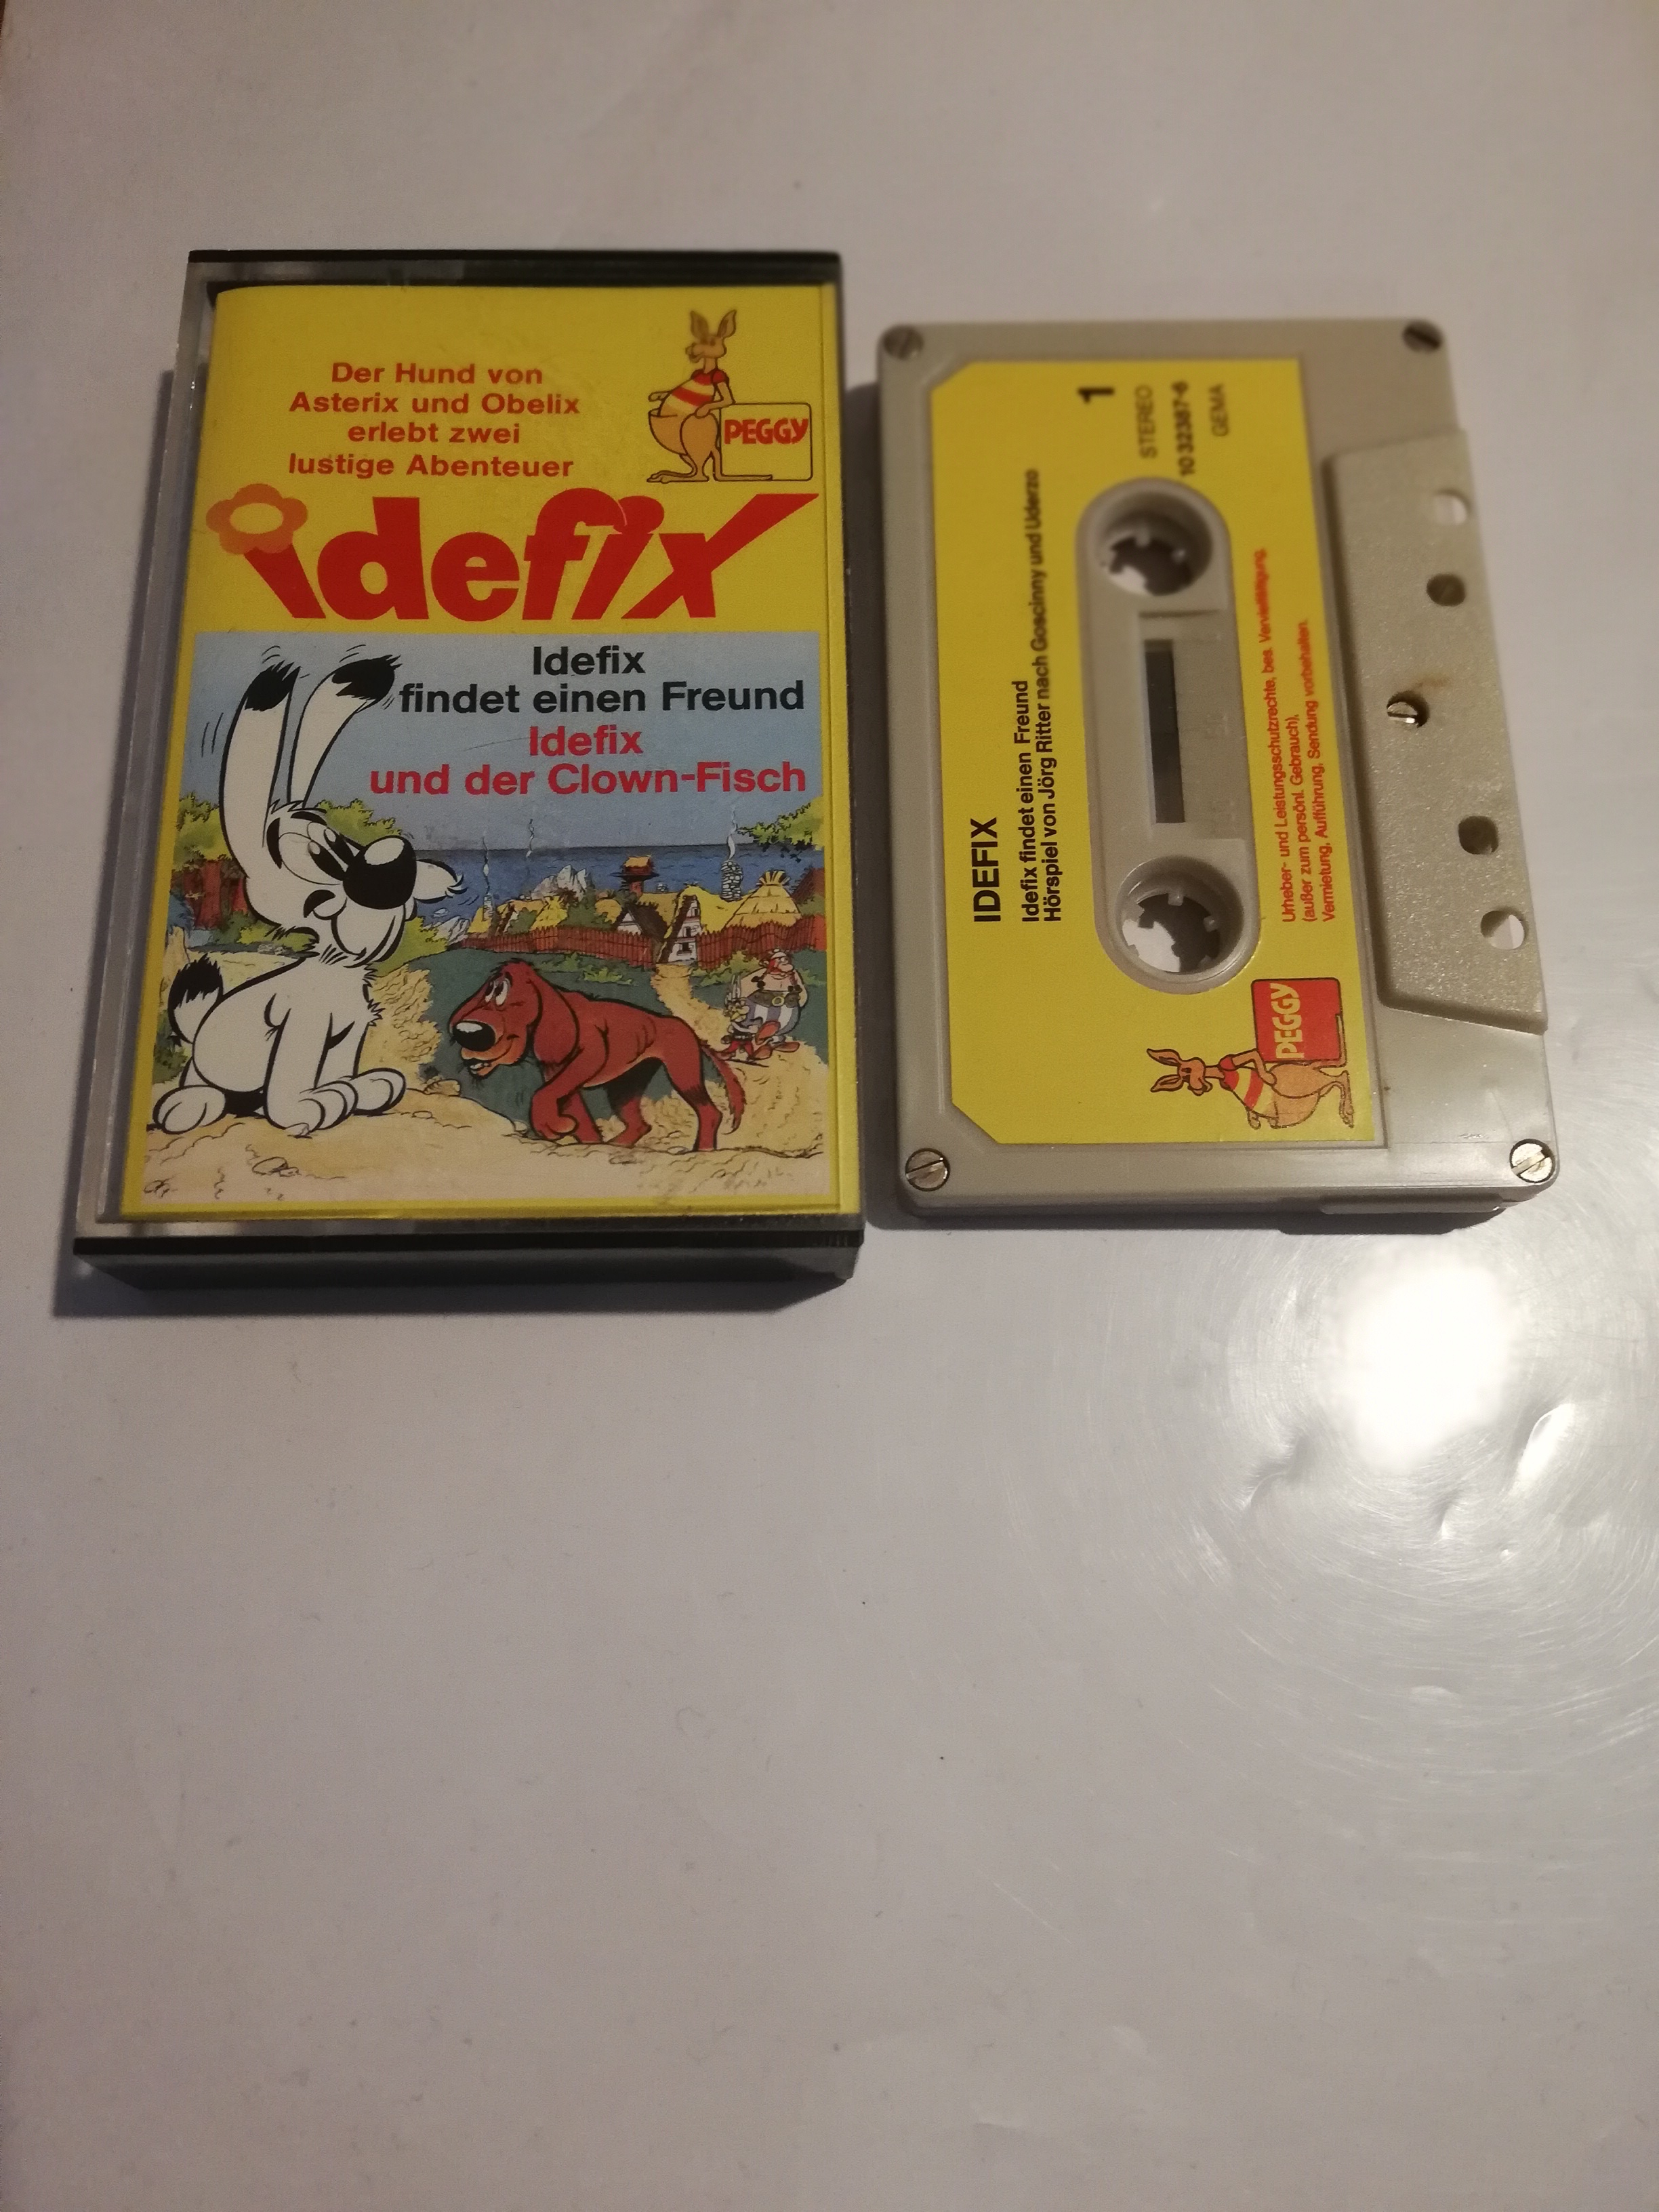 Der Hund von
Asterix und Obelix
erlebt zwei
lustige Abenteuer
PEGGY
idefix
Idefix
findet einen Freund
Idefix
und der Clown-Fisch
IDEFIX
Idefix findet einen Freund
Hörspiel von Jörg Ritter nach Goscinny und Uderzo
1
STEREO
10 32387-6
GEMA
Urheber- und Leistungsschutzrechte, bes. Vervielfältigung,
(außer zum persönl. Gebrauch),
Vermietung, Aufführung, Sendung vorbehalten.
PEGGY